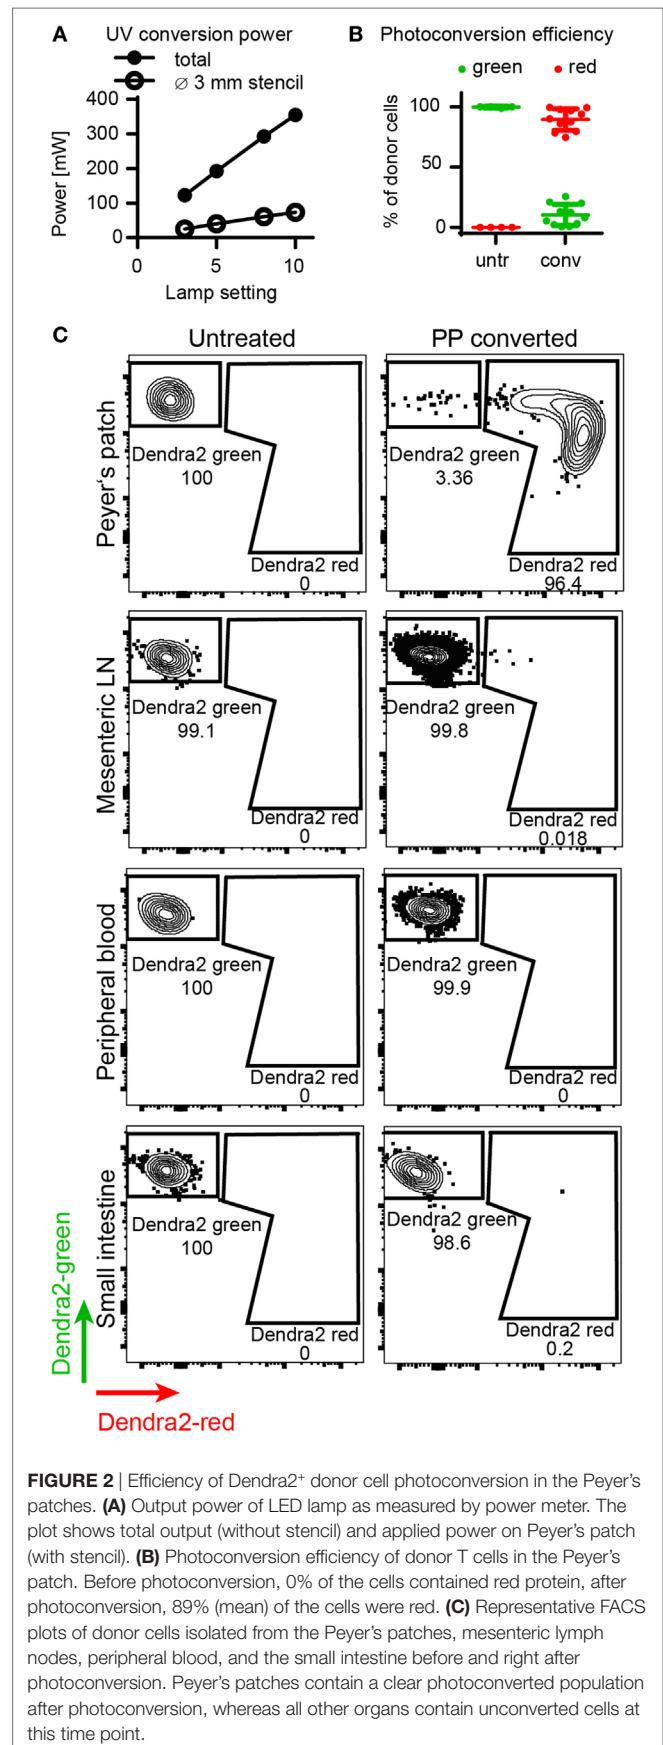 A UV conversion power
total
⌀ 3 mm stencil
400
300
200
100
0
Power [mW]
0 5 10
Lamp setting
B Photoconversion efficiency
green red
100
50
0
% of donor cells
untr conv
C Untreated PP converted
Peyer‘s patch
Dendra2 green
100
Dendra2 red
0
Dendra2 green
3.36
Dendra2 red
96.4
Mesenteric LN
Dendra2 green
99.1
Dendra2 red
0
Dendra2 green
99.8
Dendra2 red
0.018
Peripheral blood
Dendra2 green
100
Dendra2 red
0
Dendra2 green
99.9
Dendra2 red
0
Small intestine
Dendra2 green
100
Dendra2 red
0
Dendra2 green
98.6
Dendra2 red
0.2
Dendra2-green
Dendra2-red
FIGURE 2 | Efficiency of Dendra2⁺ donor cell photoconversion in the Peyer’s
patches. (A) Output power of LED lamp as measured by power meter. The
plot shows total output (without stencil) and applied power on Peyer’s patch
(with stencil). (B) Photoconversion efficiency of donor T cells in the Peyer’s
patch. Before photoconversion, 0% of the cells contained red protein, after
photoconversion, 89% (mean) of the cells were red. (C) Representative FACS
plots of donor cells isolated from the Peyer’s patches, mesenteric lymph
nodes, peripheral blood, and the small intestine before and right after
photoconversion. Peyer’s patches contain a clear photoconverted population
after photoconversion, whereas all other organs contain unconverted cells at
this time point.